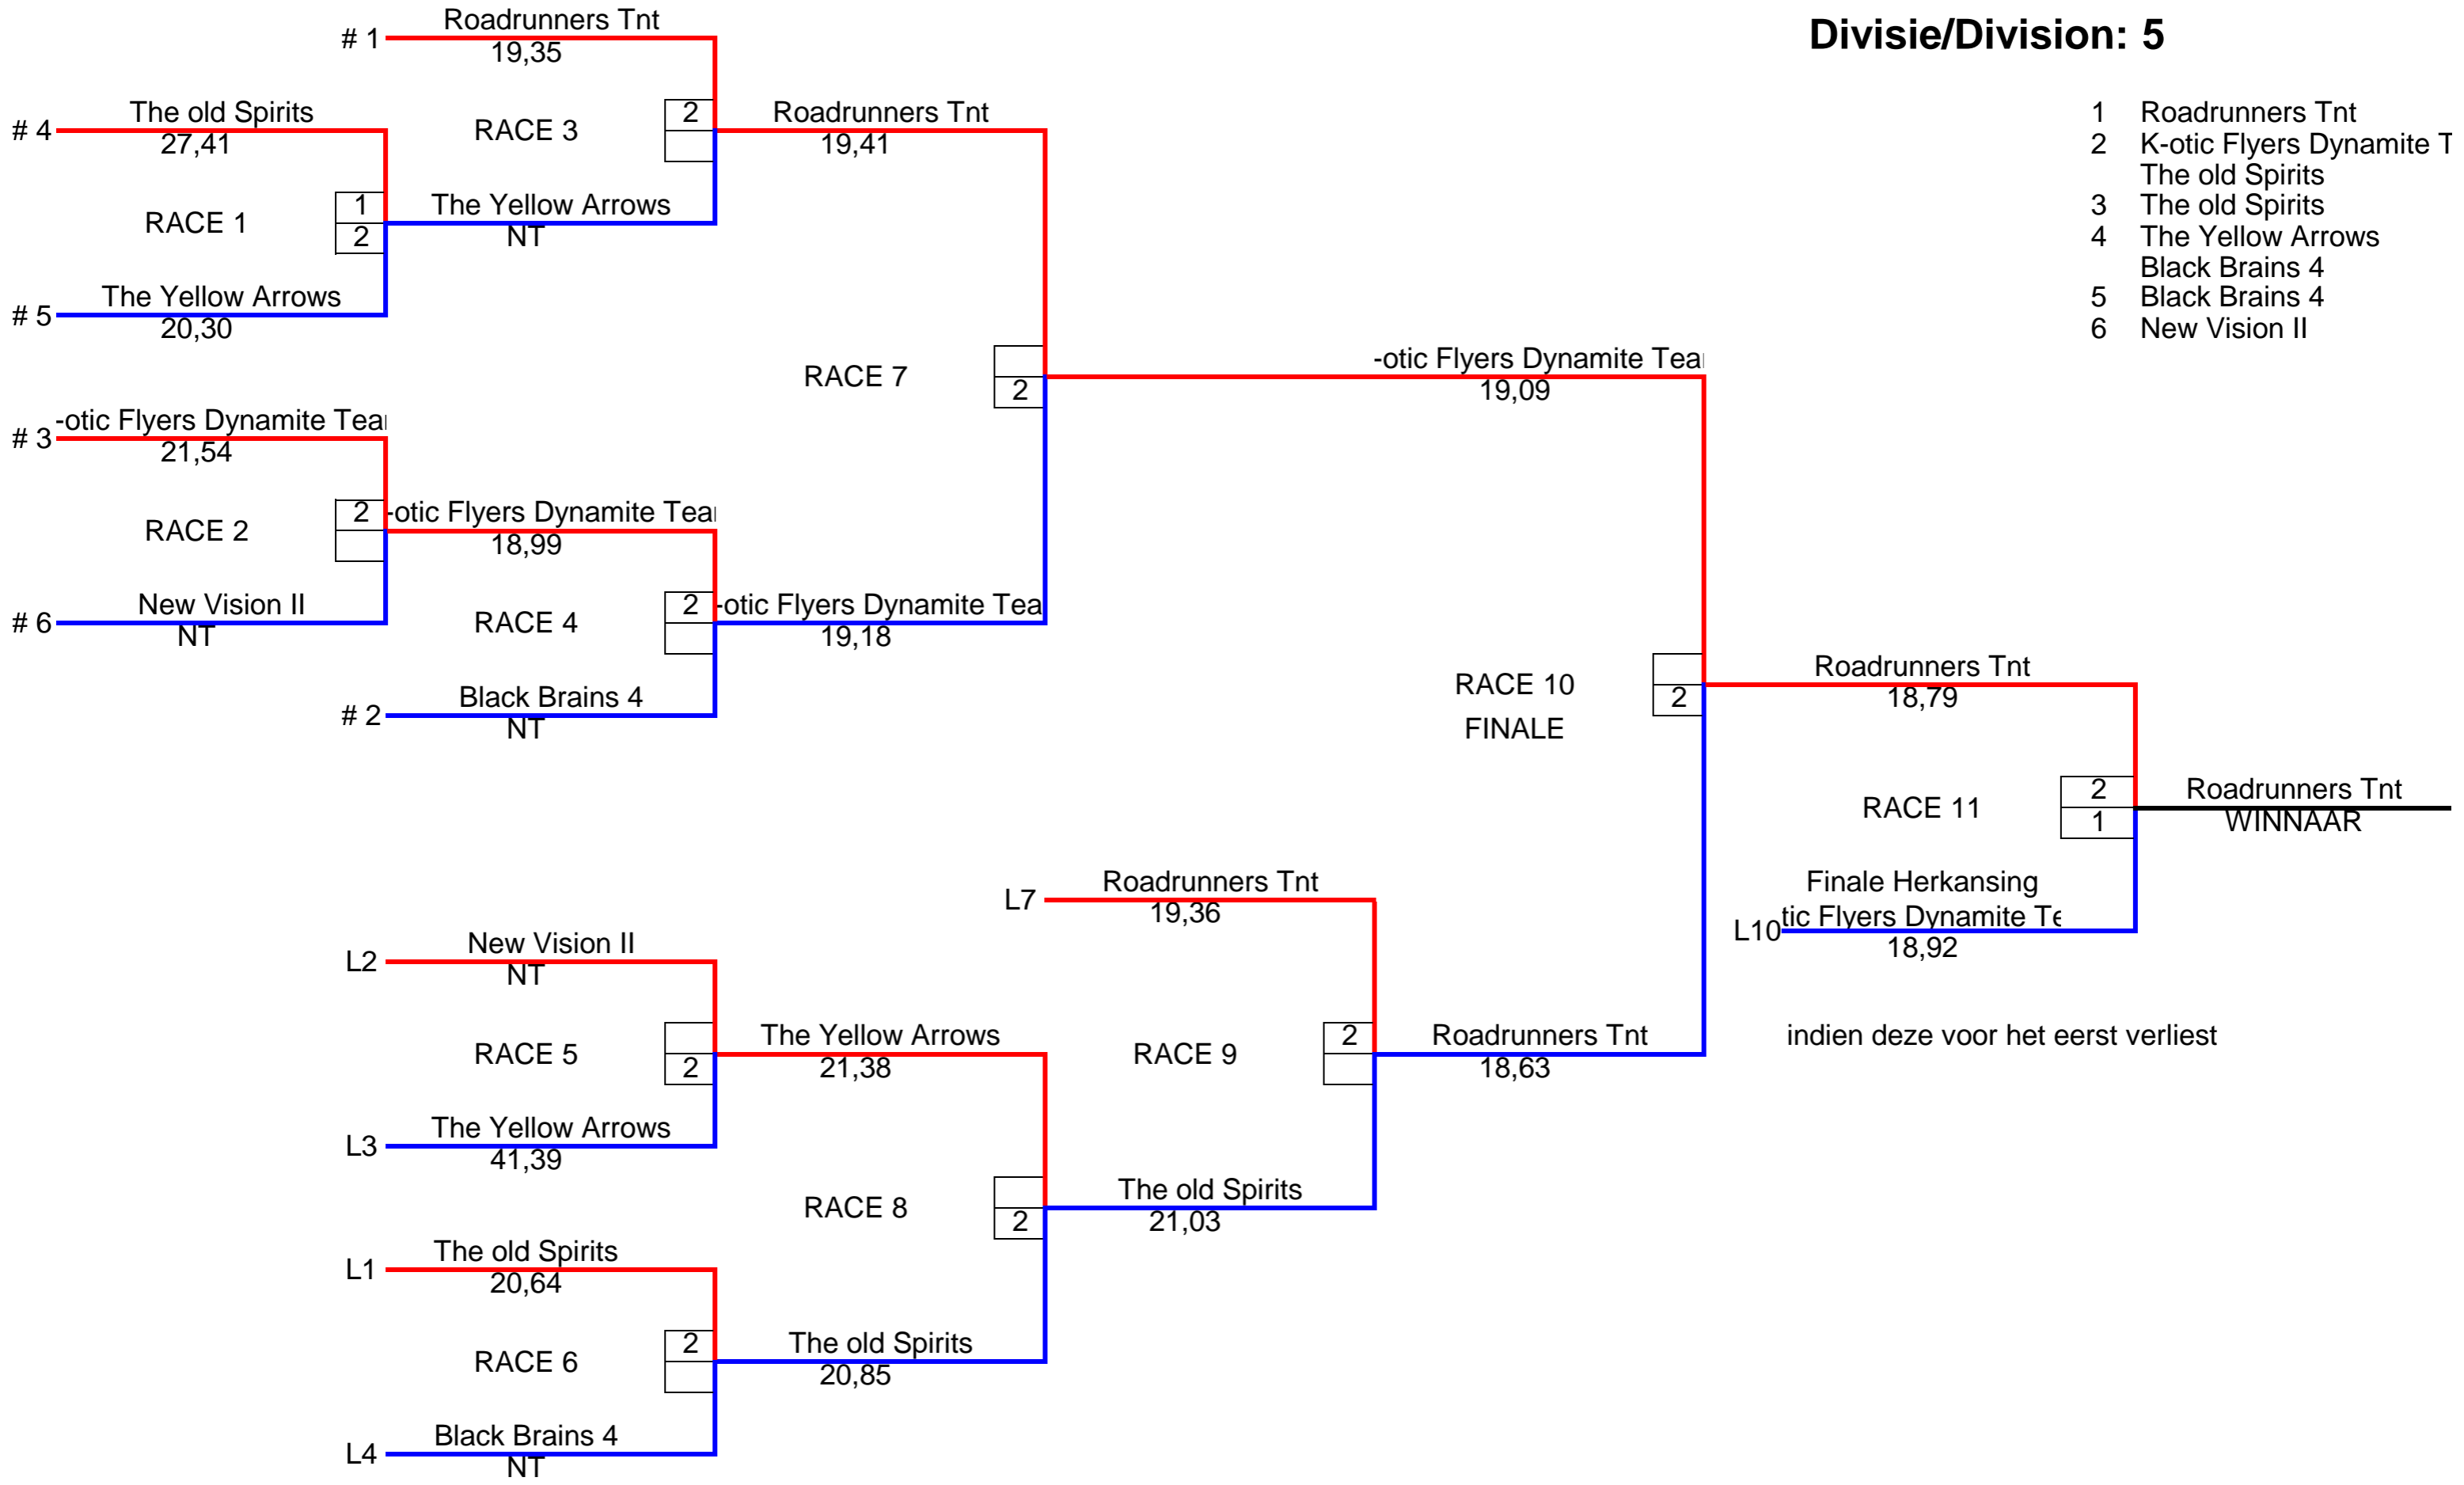 Divisie/Division: 5
1 Roadrunners Tnt
2 K-otic Flyers Dynamite T
The old Spirits
3 The old Spirits
4 The Yellow Arrows
Black Brains 4
5 Black Brains 4
6 New Vision II
# 1
Roadrunners Tnt
19,35
# 4
The old Spirits
27,41
RACE 3
2
Roadrunners Tnt
19,41
RACE 1
1
2
The Yellow Arrows
NT
# 5
The Yellow Arrows
20,30
RACE 7
2
-otic Flyers Dynamite Tea
19,09
# 3
-otic Flyers Dynamite Tea
21,54
RACE 2
2
-otic Flyers Dynamite Tea
18,99
# 6
New Vision II
NT
RACE 4
2
-otic Flyers Dynamite Tea
19,18
# 2
Black Brains 4
NT
RACE 10
FINALE
2
Roadrunners Tnt
18,79
RACE 11
2
1
Roadrunners Tnt
WINNAAR
L7
Roadrunners Tnt
19,36
Finale Herkansing
L10
tic Flyers Dynamite Te
18,92
L2
New Vision II
NT
RACE 5
2
The Yellow Arrows
21,38
RACE 9
2
Roadrunners Tnt
18,63
indien deze voor het eerst verliest
L3
The Yellow Arrows
41,39
RACE 8
2
The old Spirits
21,03
L1
The old Spirits
20,64
RACE 6
2
The old Spirits
20,85
L4
Black Brains 4
NT